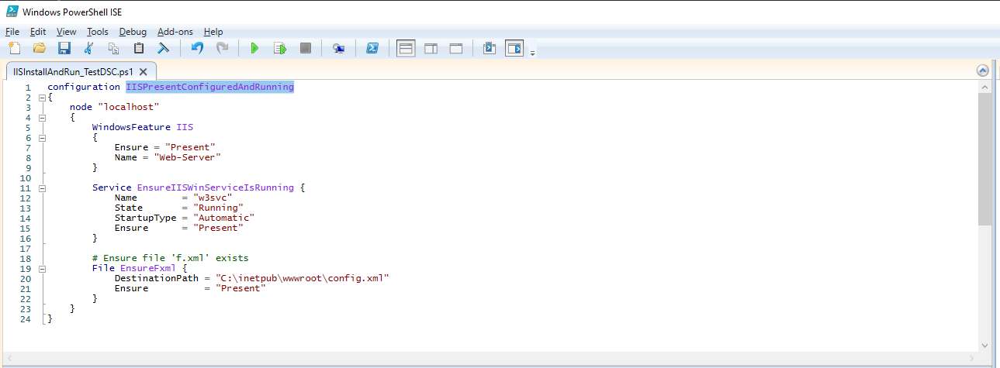 Windows PowerShell ISE
File Edit View Tools Debug Add-ons Help
IISInstallAndRun_TestDSC.ps1
1 configuration IISPresentConfiguredAndRunning
2 {
3     node "localhost"
4     {
5         WindowsFeature IIS
6         {
7             Ensure = "Present"
8             Name = "Web-Server"
9         }
10
11         Service EnsureIISWinServiceIsRunning {
12             Name        = "w3svc"
13             State       = "Running"
14             StartupType = "Automatic"
15             Ensure      = "Present"
16         }
17
18         # Ensure file 'f.xml' exists
19         File EnsureFxml {
20             DestinationPath = "C:\inetpub\wwwroot\config.xml"
21             Ensure          = "Present"
22         }
23     }
24 }